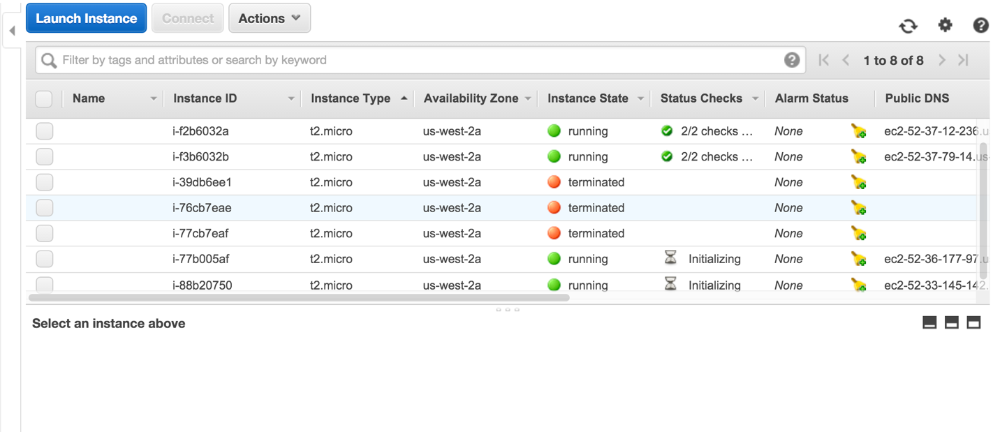 Launch Instance Connect Actions
Filter by tags and attributes or search by keyword 1 to 8 of 8
Name Instance ID Instance Type Availability Zone Instance State Status Checks Alarm Status Public DNS
i-f2b6032a t2.micro us-west-2a running 2/2 checks ... None ec2-52-37-12-236.u
i-f3b6032b t2.micro us-west-2a running 2/2 checks ... None ec2-52-37-79-14.us-
i-39db6ee1 t2.micro us-west-2a terminated None
i-76cb7eae t2.micro us-west-2a terminated None
i-77cb7eaf t2.micro us-west-2a terminated None
i-77b005af t2.micro us-west-2a running Initializing None ec2-52-36-177-97.u
i-88b20750 t2.micro us-west-2a running Initializing None ec2-52-33-145-142.
Select an instance above